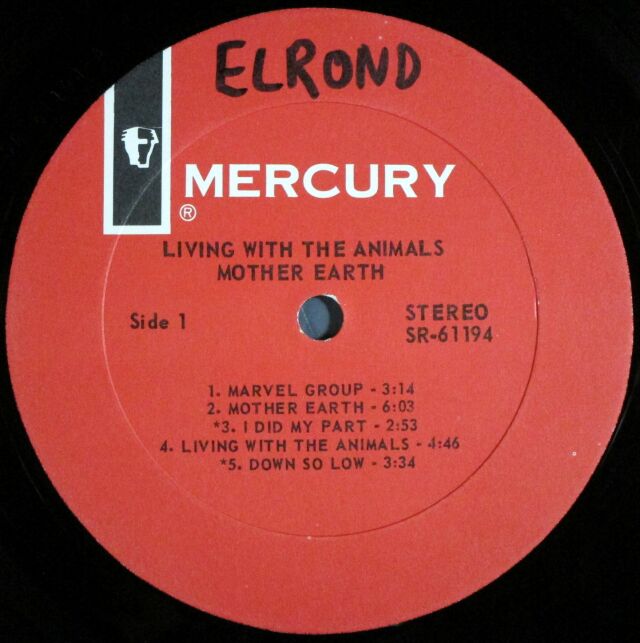 ELROND
MERCURY
®
LIVING WITH THE ANIMALS
MOTHER EARTH
Side 1
STEREO
SR-61194
1. MARVEL GROUP - 3:14
2. MOTHER EARTH - 6:03
*3. I DID MY PART - 2:53
4. LIVING WITH THE ANIMALS - 4:46
*5. DOWN SO LOW - 3:34